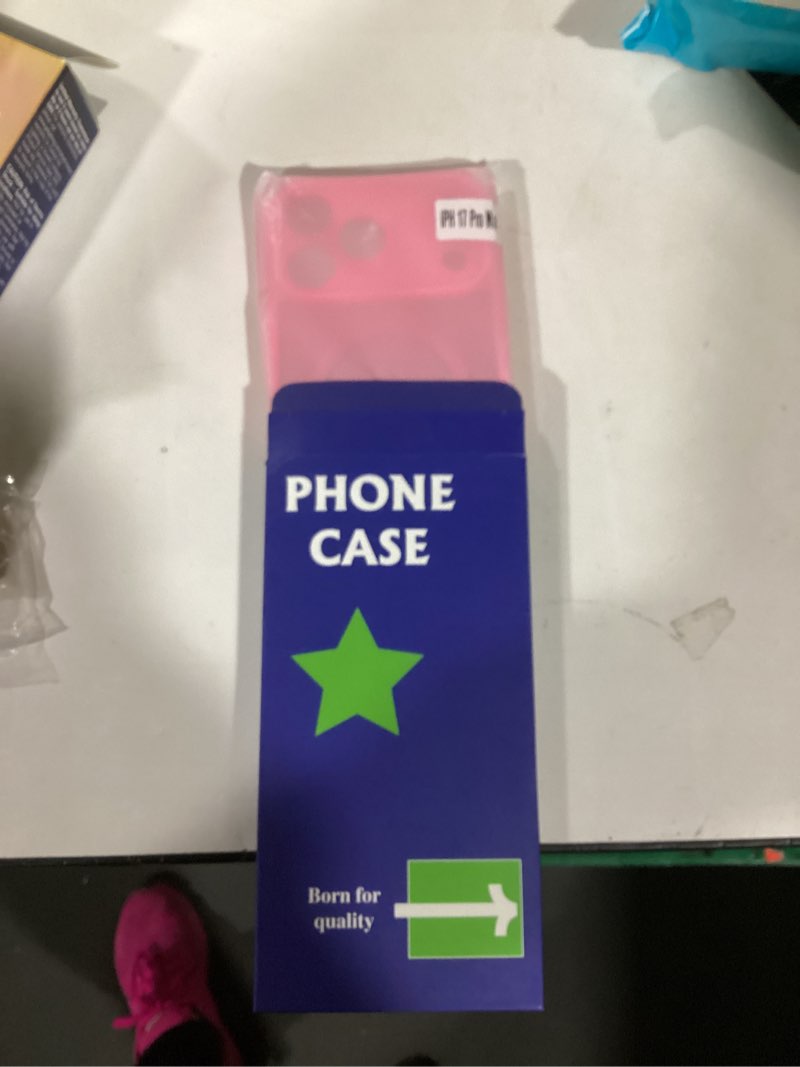 iPH 17 Pro
PHONE
CASE
Born for
quality